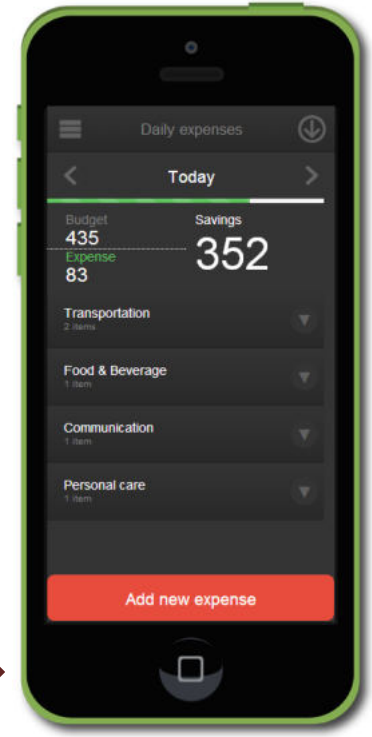 Daily expenses
Today
Budget
435
Expense
83
Savings
352
Transportation
2 items
Food & Beverage
1 item
Communication
1 item
Personal care
1 item
Add new expense